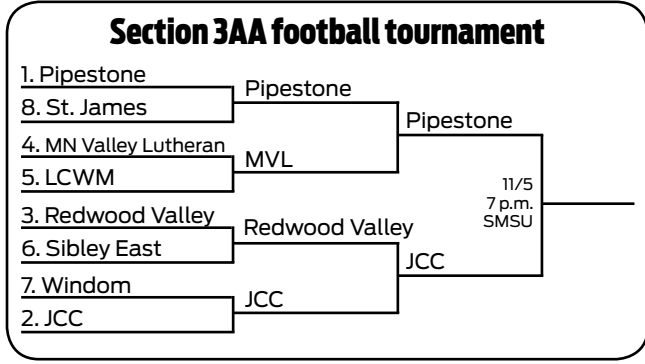 Section 3AA football tournament
1. Pipestone
8. St. James
4. MN Valley Lutheran
5. LCWM
3. Redwood Valley
6. Sibley East
7. Windom
2. JCC
Pipestone
MVL
Redwood Valley
JCC
Pipestone
JCC
11/5
7 p.m.
SMSU